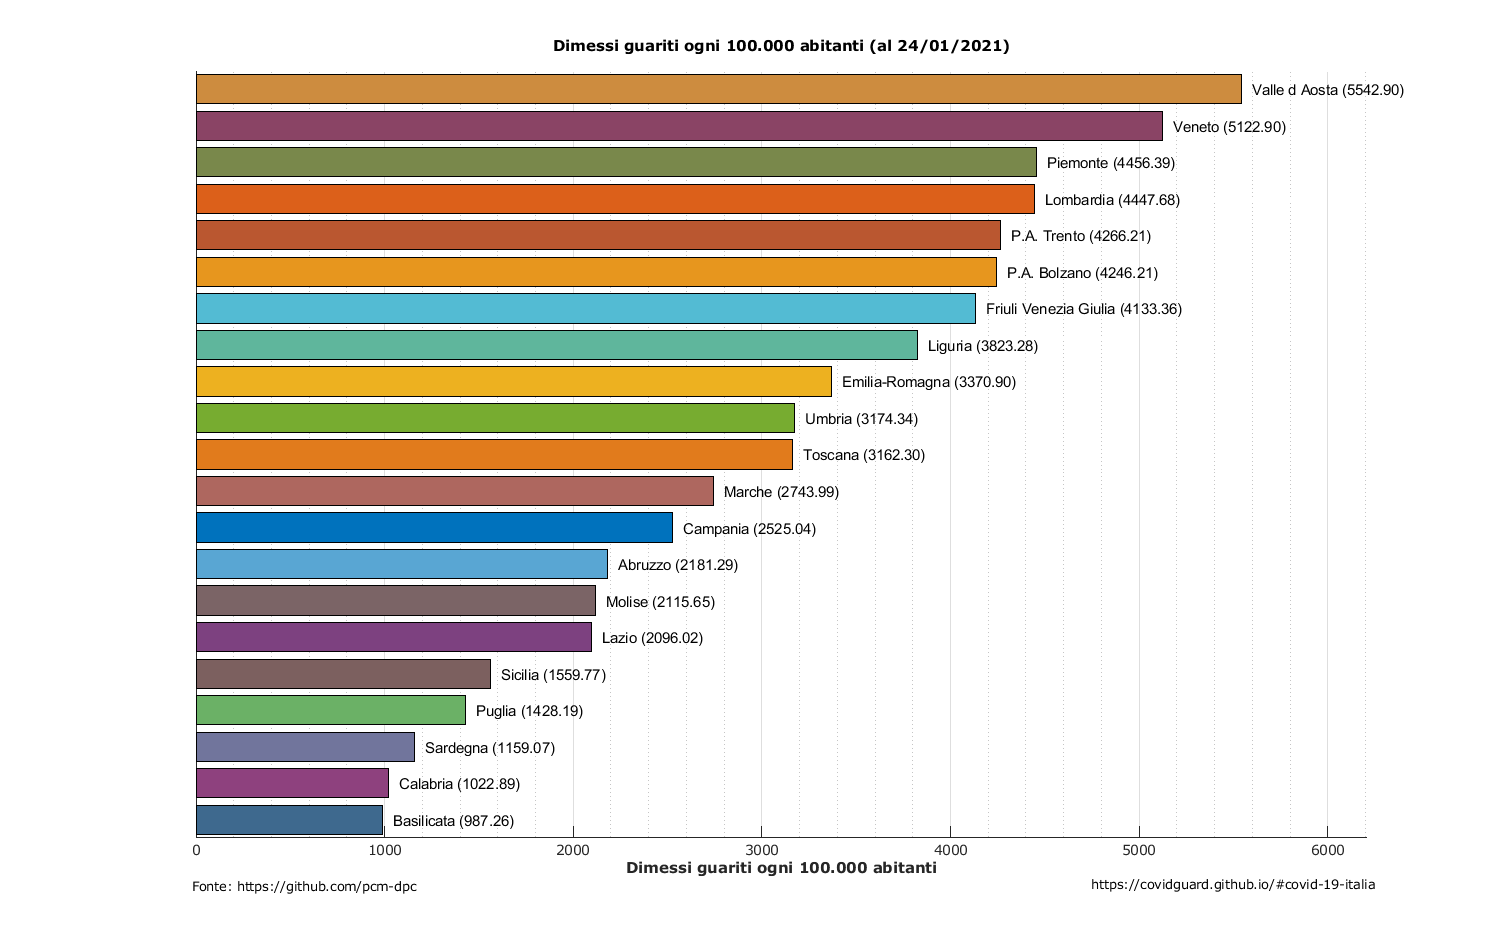 Dimessi guariti ogni 100.000 abitanti (al 24/01/2021)
Valle d Aosta (5542.90)
Veneto (5122.90)
Piemonte (4456.39)
Lombardia (4447.68)
P.A. Trento (4266.21)
P.A. Bolzano (4246.21)
Friuli Venezia Giulia (4133.36)
Liguria (3823.28)
Emilia-Romagna (3370.90)
Umbria (3174.34)
Toscana (3162.30)
Marche (2743.99)
Campania (2525.04)
Abruzzo (2181.29)
Molise (2115.65)
Lazio (2096.02)
Sicilia (1559.77)
Puglia (1428.19)
Sardegna (1159.07)
Calabria (1022.89)
Basilicata (987.26)
0 1000 2000 3000 4000 5000 6000
Dimessi guariti ogni 100.000 abitanti
Fonte: https://github.com/pcm-dpc
https://covidguard.github.io/#covid-19-italia